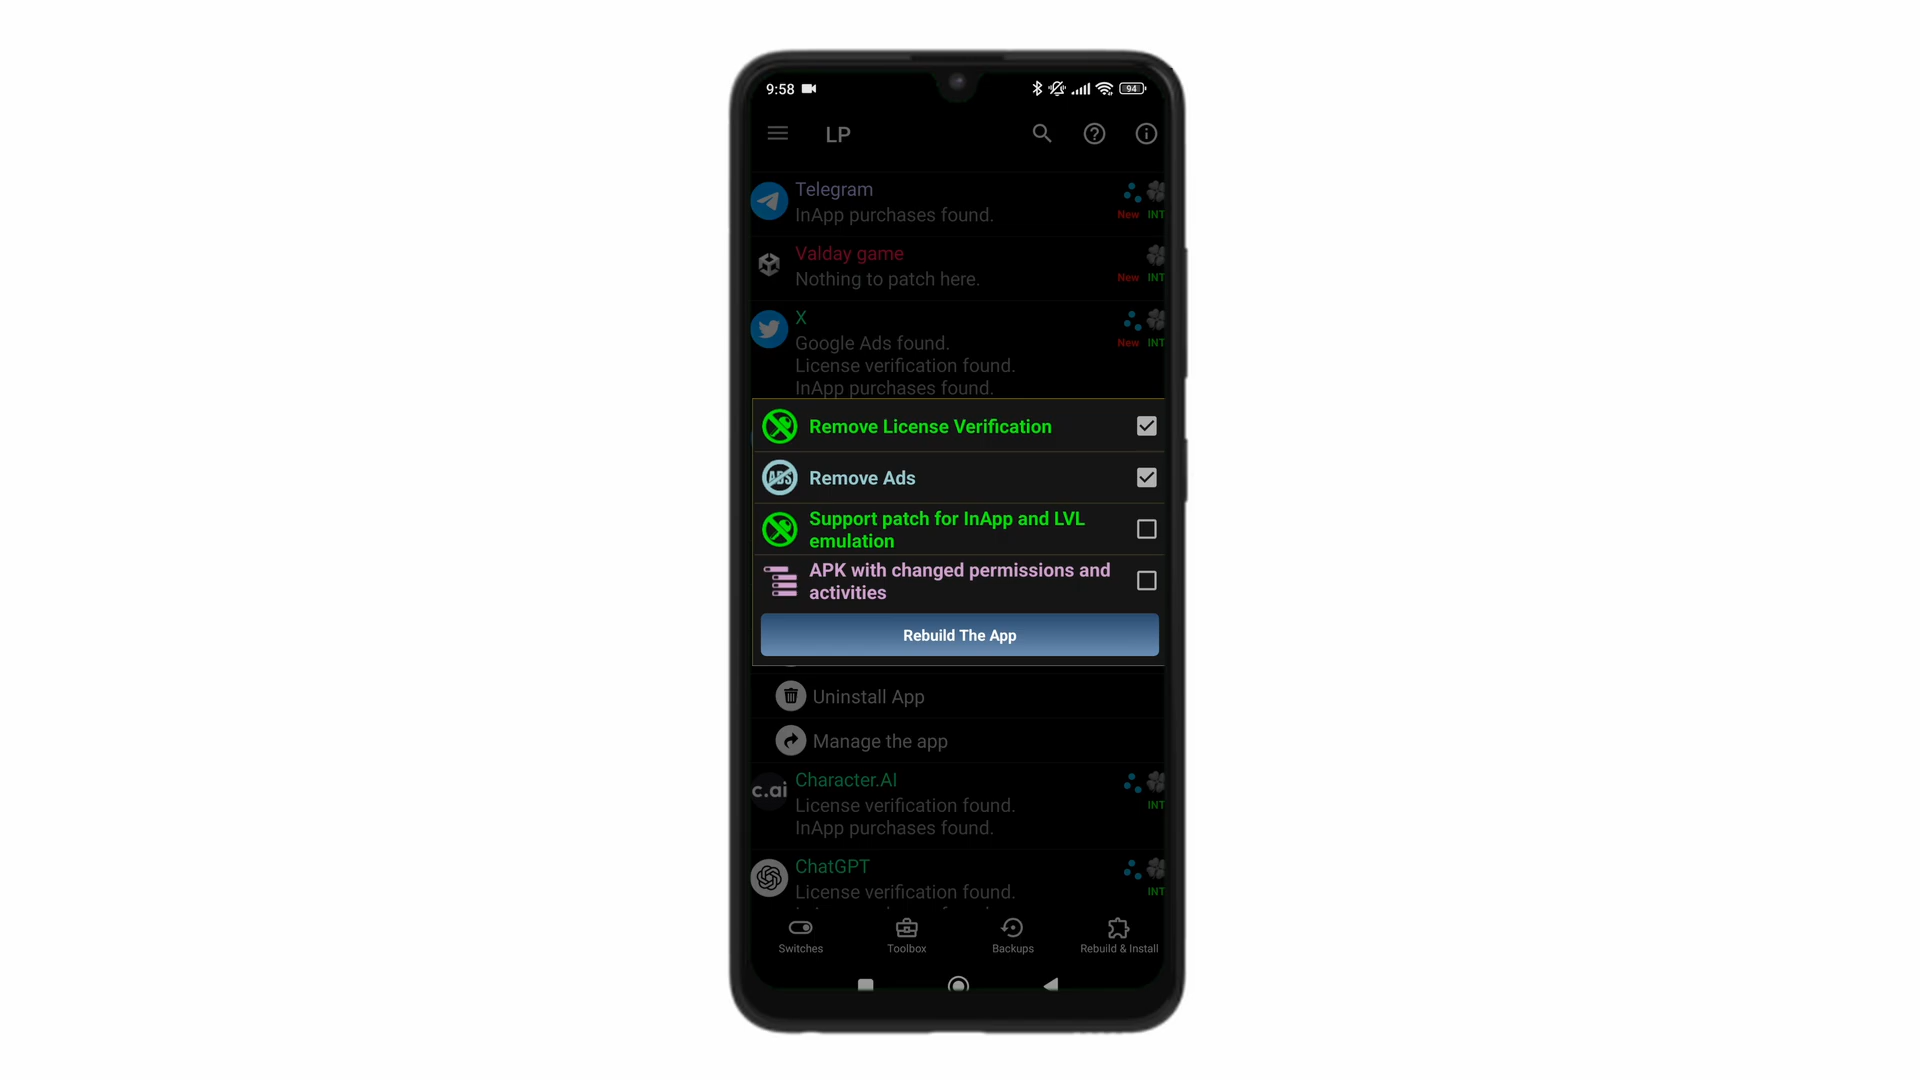 9:58
94
LP
Telegram
InApp purchases found.
New INT
Valday game
Nothing to patch here.
New INT
X
Google Ads found.
License verification found.
InApp purchases found.
New INT
Remove License Verification
ADS
Remove Ads
Support patch for InApp and LVL
emulation
APK with changed permissions and
activities
Rebuild The App
Uninstall App
Manage the app
c.ai
Character.AI
License verification found.
InApp purchases found.
INT
ChatGPT
License verification found.
INT
Switches
Toolbox
Backups
Rebuild & Install